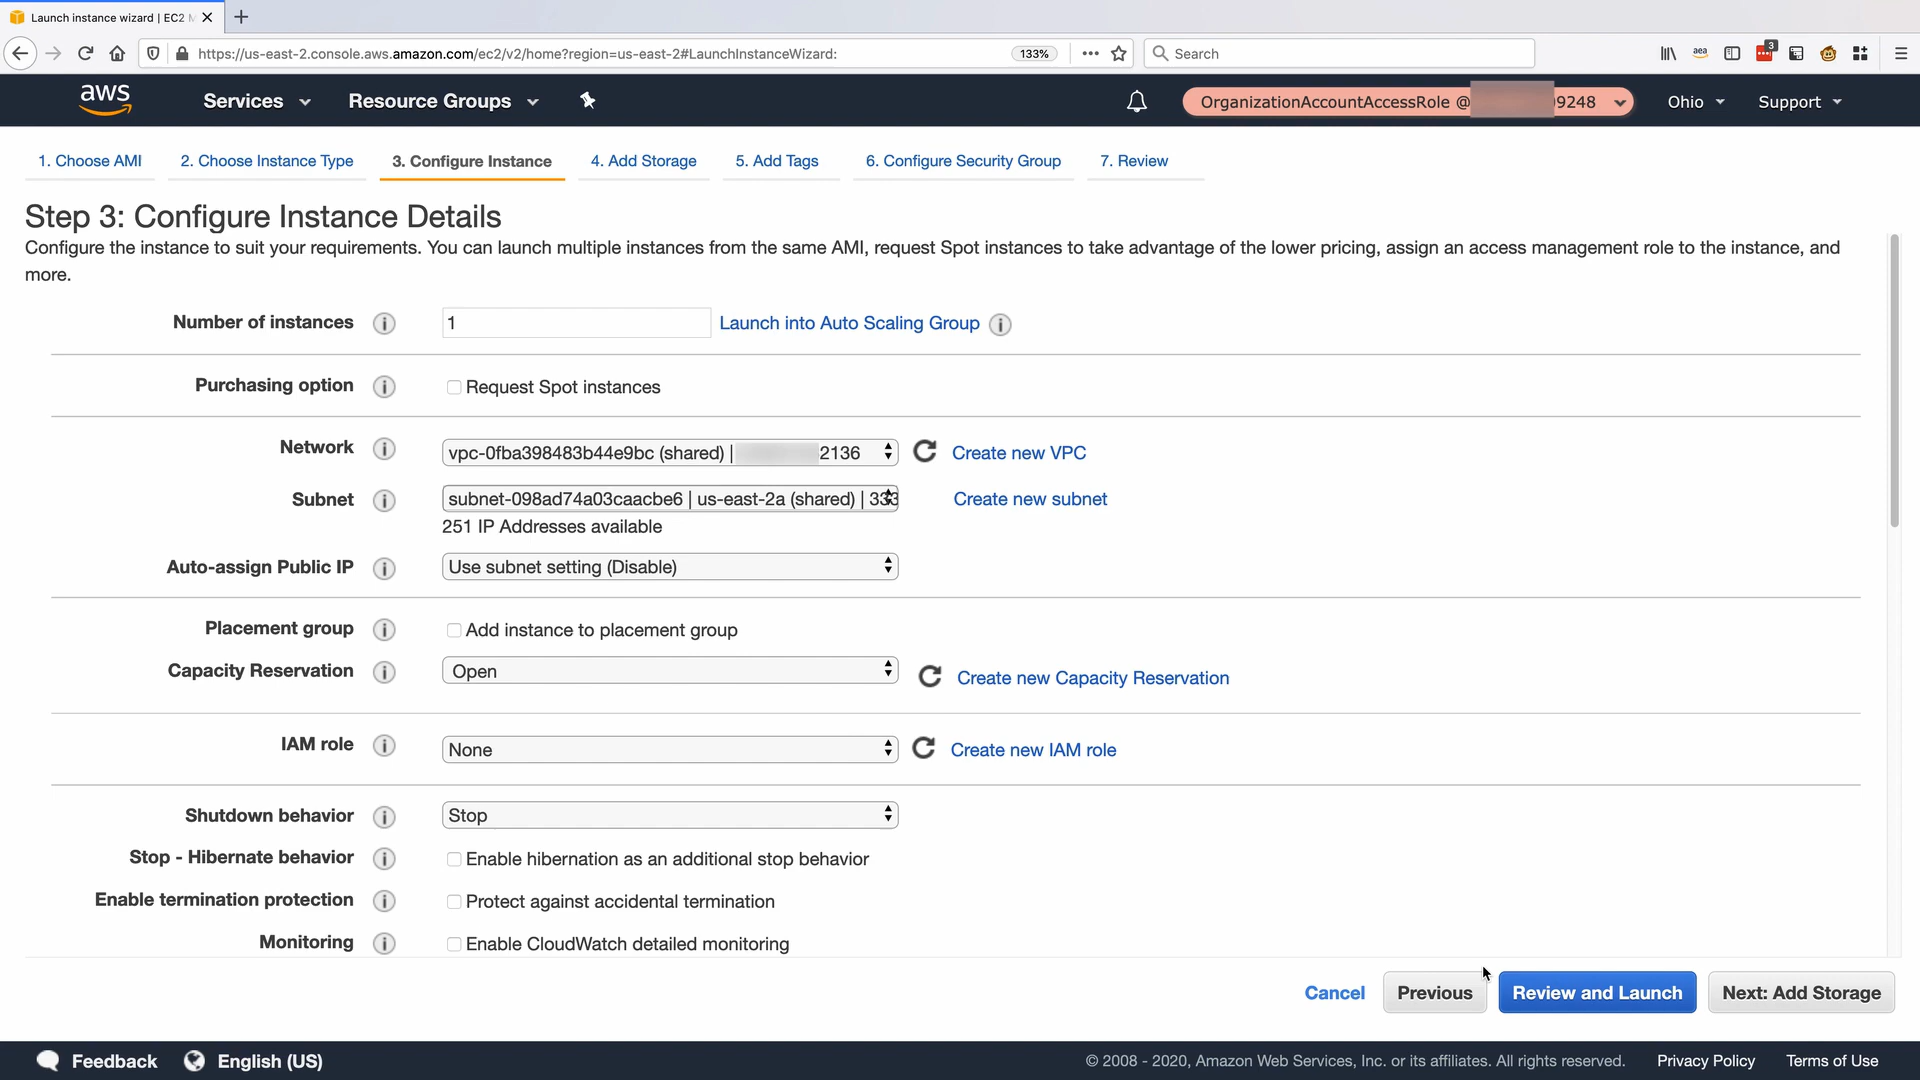 Launch instance wizard | EC2 M
https://us-east-2.console.aws.amazon.com/ec2/v2/home?region=us-east-2#LaunchInstanceWizard:
133%
Search
aea
3
aws
Services
Resource Groups
OrganizationAccountAccessRole @ 9248
Ohio
Support
1. Choose AMI
2. Choose Instance Type
3. Configure Instance
4. Add Storage
5. Add Tags
6. Configure Security Group
7. Review
Step 3: Configure Instance Details
Configure the instance to suit your requirements. You can launch multiple instances from the same AMI, request Spot instances to take advantage of the lower pricing, assign an access management role to the instance, and
more.
Number of instances
1
Launch into Auto Scaling Group
Purchasing option
Request Spot instances
Network
vpc-0fba398483b44e9bc (shared) | 2136
Create new VPC
Subnet
subnet-098ad74a03caacbe6 | us-east-2a (shared) | 333
Create new subnet
251 IP Addresses available
Auto-assign Public IP
Use subnet setting (Disable)
Placement group
Add instance to placement group
Capacity Reservation
Open
Create new Capacity Reservation
IAM role
None
Create new IAM role
Shutdown behavior
Stop
Stop - Hibernate behavior
Enable hibernation as an additional stop behavior
Enable termination protection
Protect against accidental termination
Monitoring
Enable CloudWatch detailed monitoring
Cancel
Previous
Review and Launch
Next: Add Storage
Feedback
English (US)
© 2008 - 2020, Amazon Web Services, Inc. or its affiliates. All rights reserved.
Privacy Policy
Terms of Use